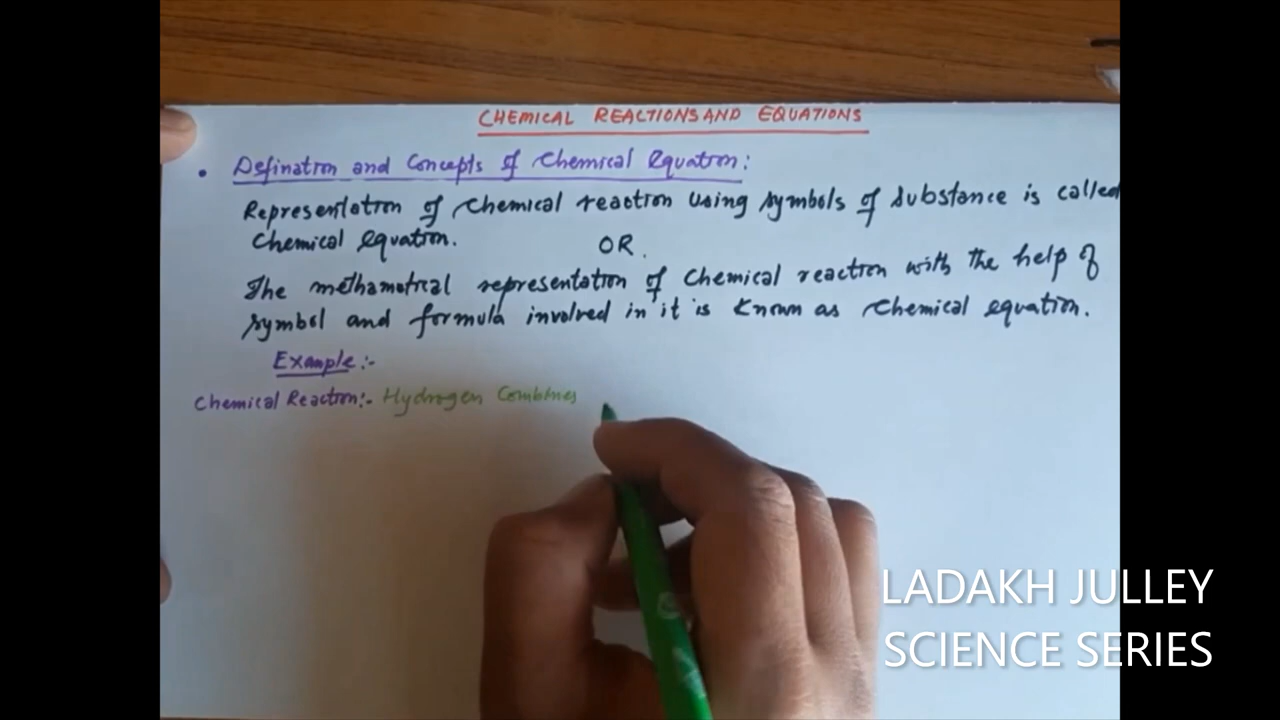 CHEMICAL REACTIONS AND EQUATIONS
• Defination and Concepts of Chemical Equation:
Representation of Chemical reaction using symbols of substance is called
Chemical equation. OR.
The methamatrical representation of Chemical reaction with the help of
symbol and formula involved in it is known as Chemical equation.
Example:-
Chemical Reaction:- Hydrogen Combines
LADAKH JULLEY
SCIENCE SERIES